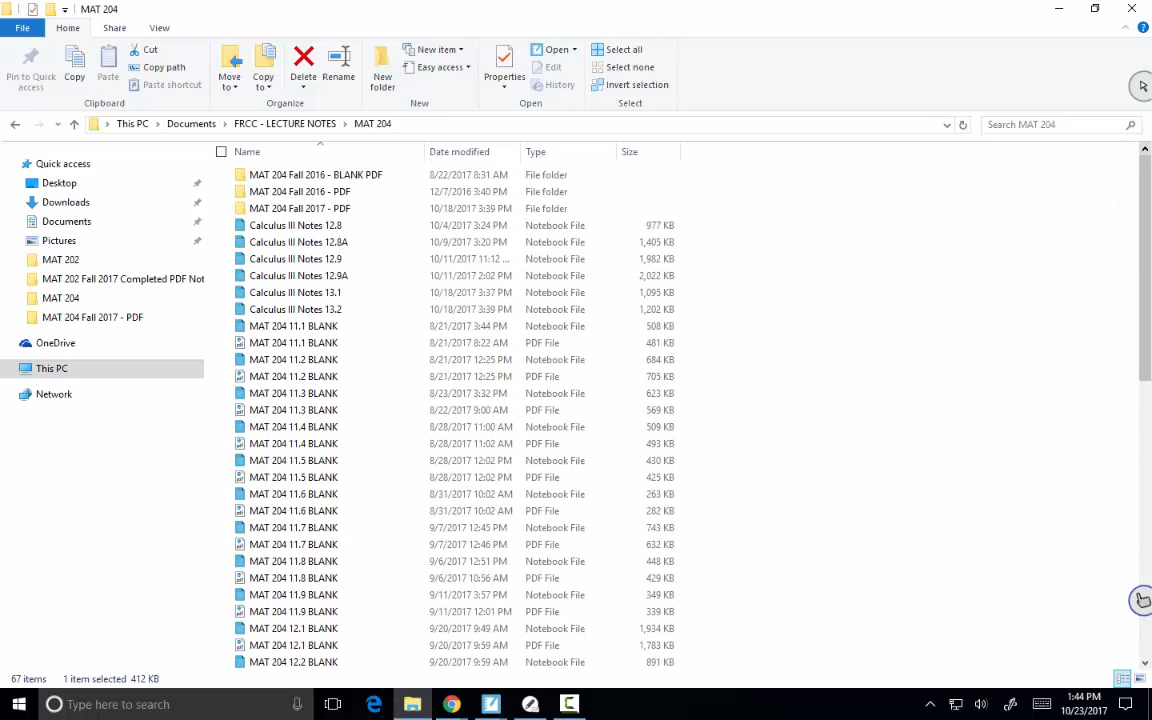 MAT 204
File Home Share View
Pin to Quick access
Copy
Paste
Cut
Copy path
Paste shortcut
Clipboard
Move to
Copy to
Delete
Rename
Organize
New folder
New item
Easy access
New
Properties
Open
Edit
History
Open
Select all
Select none
Invert selection
Select
This PC > Documents > FRCC - LECTURE NOTES > MAT 204
Search MAT 204
Quick access
Desktop
Downloads
Documents
Pictures
MAT 202
MAT 202 Fall 2017 Completed PDF Not
MAT 204
MAT 204 Fall 2017 - PDF
OneDrive
This PC
Network
Name Date modified Type Size
MAT 204 Fall 2016 - BLANK PDF 8/22/2017 8:31 AM File folder
MAT 204 Fall 2016 - PDF 12/7/2016 3:40 PM File folder
MAT 204 Fall 2017 - PDF 10/18/2017 3:39 PM File folder
Calculus III Notes 12.8 10/4/2017 3:24 PM Notebook File 977 KB
Calculus III Notes 12.8A 10/9/2017 3:20 PM Notebook File 1,405 KB
Calculus III Notes 12.9 10/11/2017 11:12 ... Notebook File 1,982 KB
Calculus III Notes 12.9A 10/11/2017 2:02 PM Notebook File 2,022 KB
Calculus III Notes 13.1 10/18/2017 3:37 PM Notebook File 1,095 KB
Calculus III Notes 13.2 10/18/2017 3:39 PM Notebook File 1,202 KB
MAT 204 11.1 BLANK 8/21/2017 3:44 PM Notebook File 508 KB
MAT 204 11.1 BLANK 8/21/2017 8:22 AM PDF File 481 KB
MAT 204 11.2 BLANK 8/21/2017 12:25 PM Notebook File 684 KB
MAT 204 11.2 BLANK 8/21/2017 12:25 PM PDF File 705 KB
MAT 204 11.3 BLANK 8/23/2017 3:32 PM Notebook File 623 KB
MAT 204 11.3 BLANK 8/22/2017 9:00 AM PDF File 569 KB
MAT 204 11.4 BLANK 8/28/2017 11:00 AM Notebook File 509 KB
MAT 204 11.4 BLANK 8/28/2017 11:02 AM PDF File 493 KB
MAT 204 11.5 BLANK 8/28/2017 12:02 PM Notebook File 430 KB
MAT 204 11.5 BLANK 8/28/2017 12:02 PM PDF File 425 KB
MAT 204 11.6 BLANK 8/31/2017 10:02 AM Notebook File 263 KB
MAT 204 11.6 BLANK 8/31/2017 10:02 AM PDF File 282 KB
MAT 204 11.7 BLANK 9/7/2017 12:45 PM Notebook File 743 KB
MAT 204 11.7 BLANK 9/7/2017 12:46 PM PDF File 632 KB
MAT 204 11.8 BLANK 9/6/2017 12:51 PM Notebook File 448 KB
MAT 204 11.8 BLANK 9/6/2017 10:56 AM PDF File 429 KB
MAT 204 11.9 BLANK 9/11/2017 3:57 PM Notebook File 349 KB
MAT 204 11.9 BLANK 9/11/2017 12:01 PM PDF File 339 KB
MAT 204 12.1 BLANK 9/20/2017 9:49 AM Notebook File 1,934 KB
MAT 204 12.1 BLANK 9/20/2017 9:59 AM PDF File 1,783 KB
MAT 204 12.2 BLANK 9/20/2017 9:59 AM Notebook File 891 KB
67 items 1 item selected 412 KB
Type here to search
1:44 PM
10/23/2017